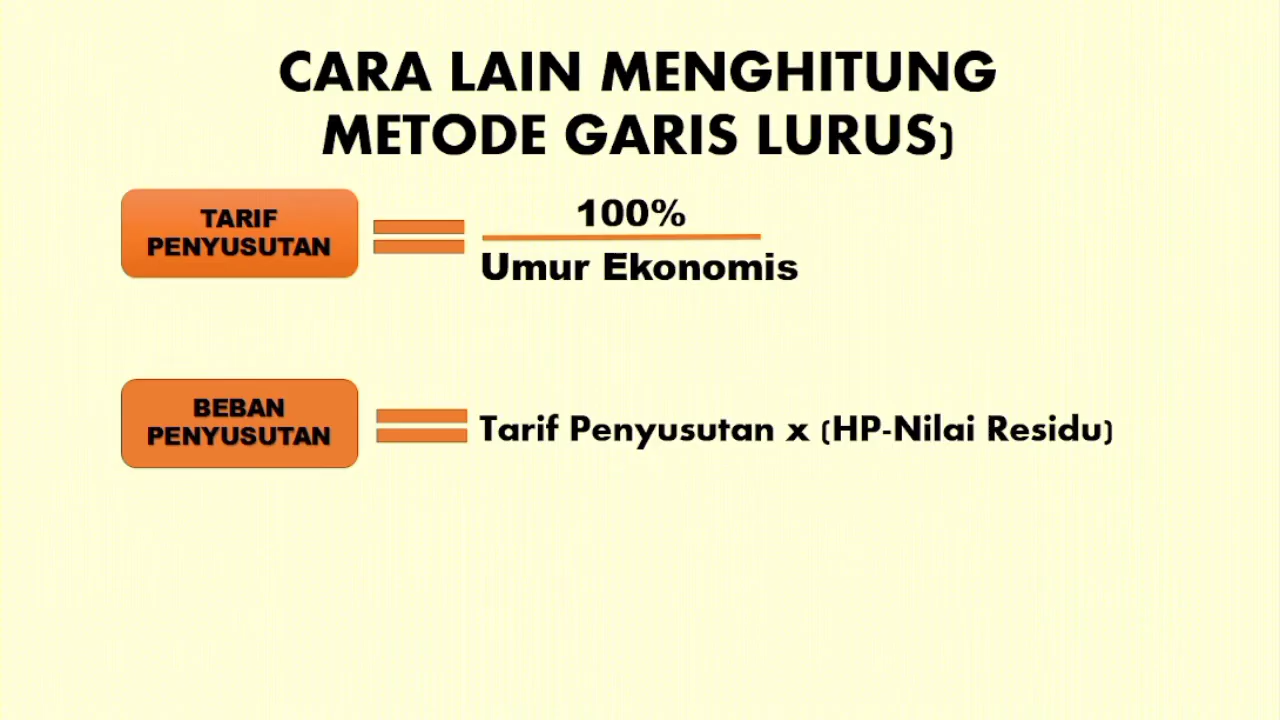 CARA LAIN MENGHITUNG
METODE GARIS LURUS)
TARIF
PENYUSUTAN
100%
Umur Ekonomis
BEBAN
PENYUSUTAN
Tarif Penyusutan x (HP-Nilai Residu)